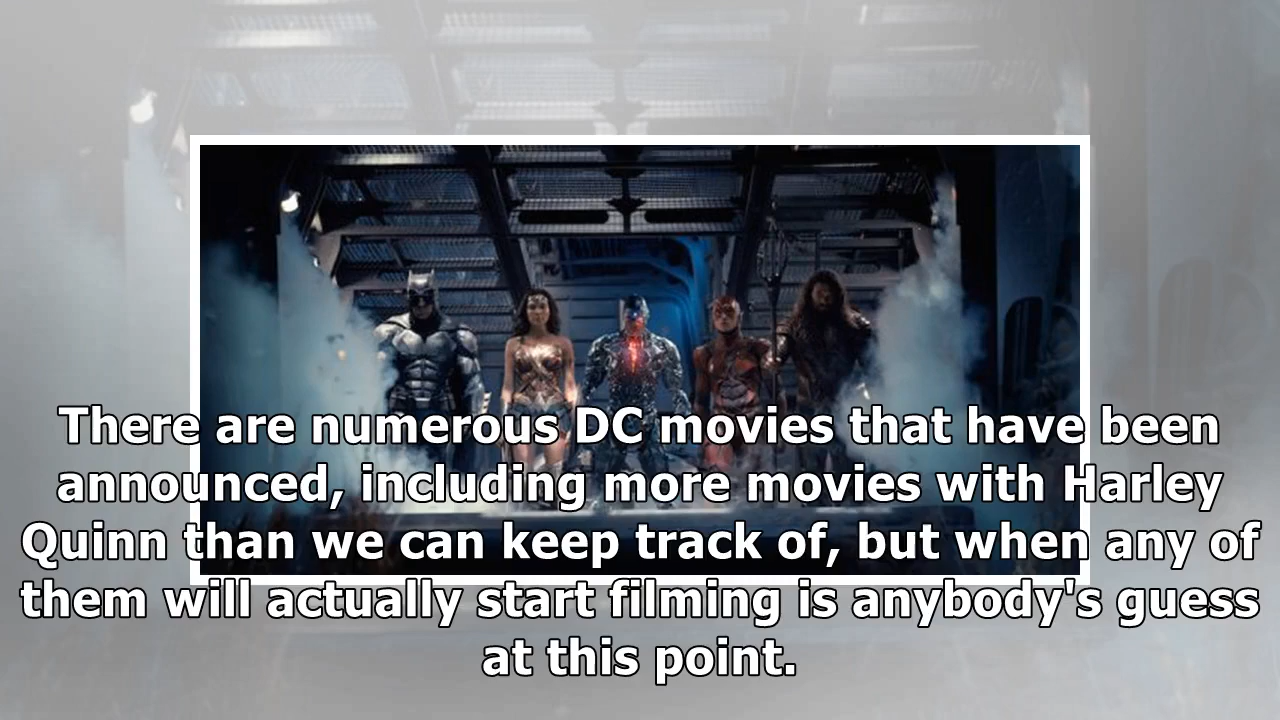 There are numerous DC movies that have been
announced, including more movies with Harley
Quinn than we can keep track of, but when any of
them will actually start filming is anybody's guess
at this point.